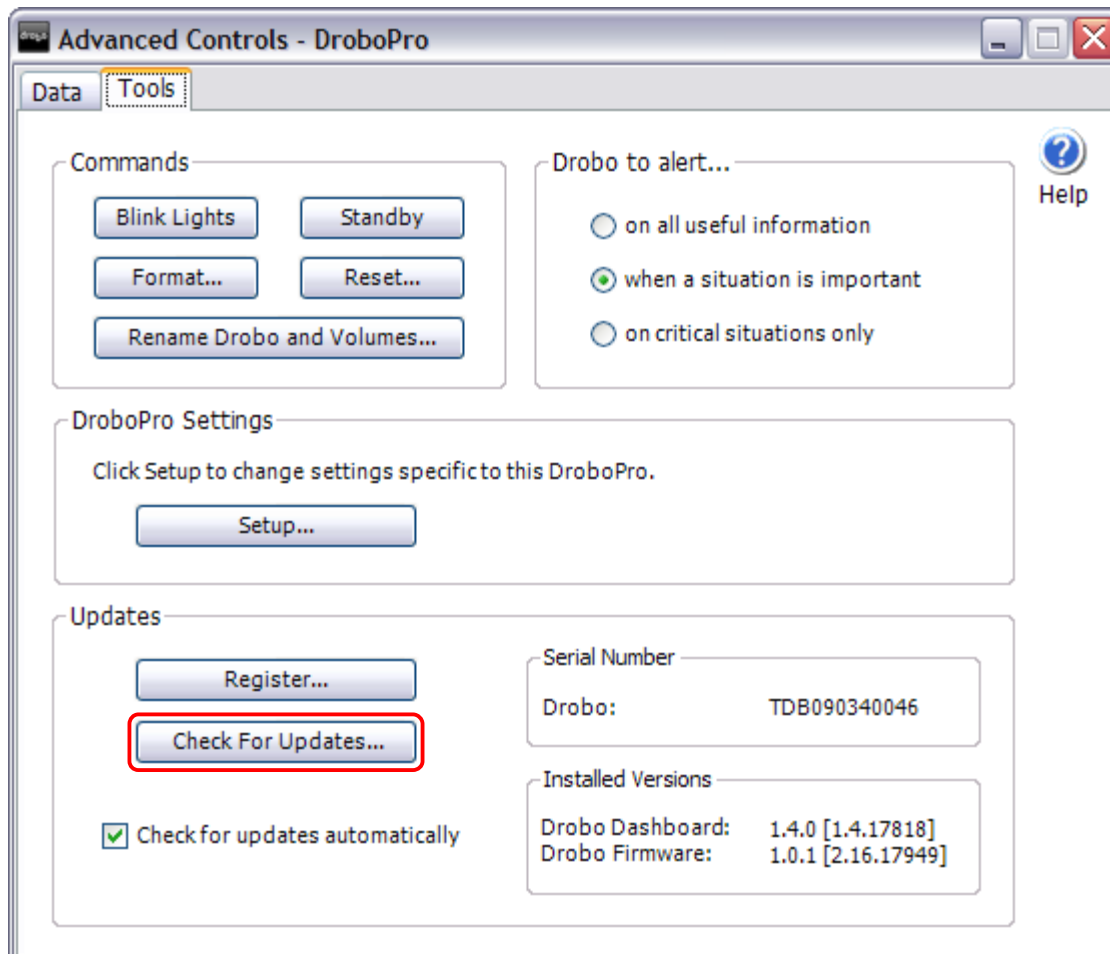 Advanced Controls - DroboPro
Data
Tools
Commands
Blink Lights
Standby
Format...
Reset...
Rename Drobo and Volumes...
Drobo to alert...
on all useful information
when a situation is important
on critical situations only
Help
DroboPro Settings
Click Setup to change settings specific to this DroboPro.
Setup...
Updates
Register...
Check For Updates...
Check for updates automatically
Serial Number
Drobo: TDB090340046
Installed Versions
Drobo Dashboard: 1.4.0 [1.4.17818]
Drobo Firmware: 1.0.1 [2.16.17949]